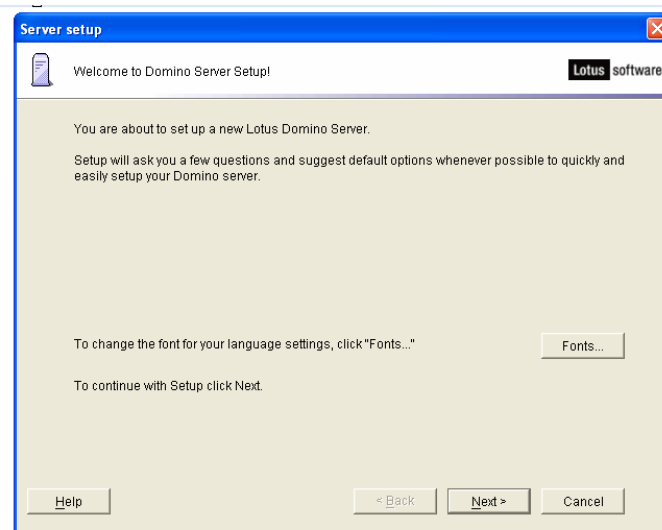 Server setup
Welcome to Domino Server Setup!
Lotus software
You are about to set up a new Lotus Domino Server.
Setup will ask you a few questions and suggest default options whenever possible to quickly and
easily setup your Domino server.
To change the font for your language settings, click "Fonts..."
Fonts...
To continue with Setup click Next.
Help
< Back
Next >
Cancel